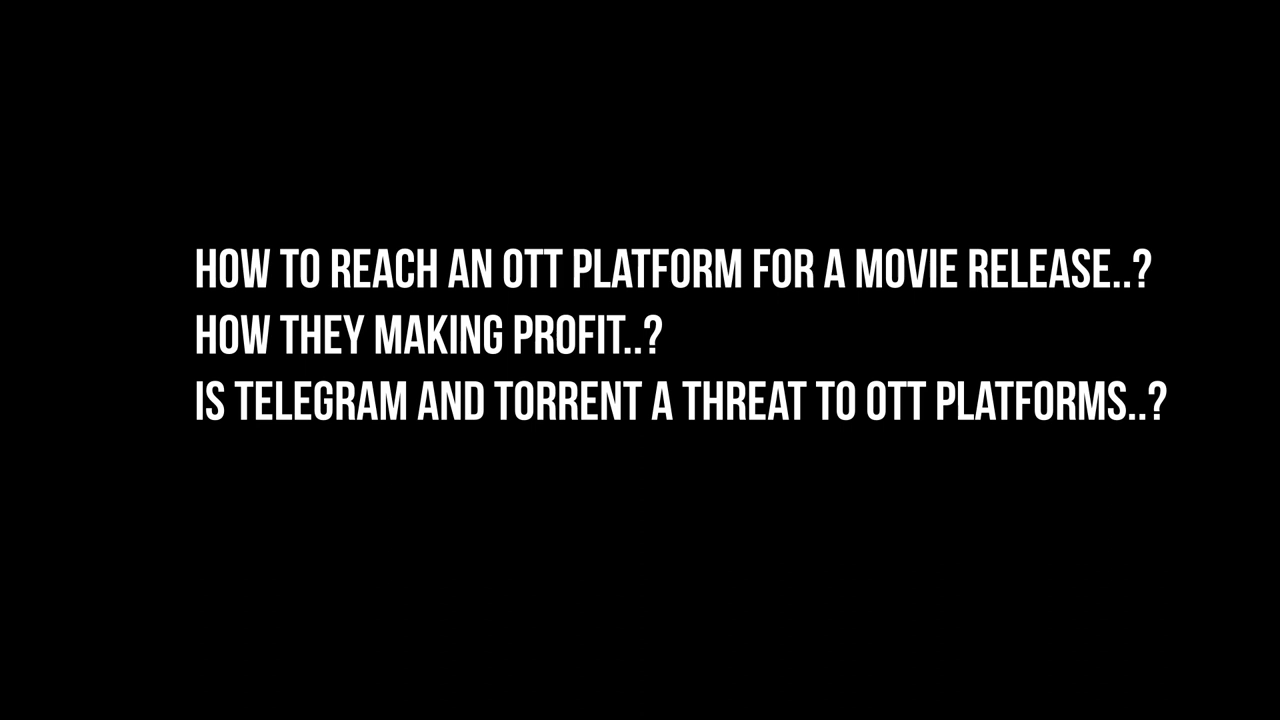 HOW TO REACH AN OTT PLATFORM FOR A MOVIE RELEASE..?
HOW THEY MAKING PROFIT..?
IS TELEGRAM AND TORRENT A THREAT TO OTT PLATFORMS..?